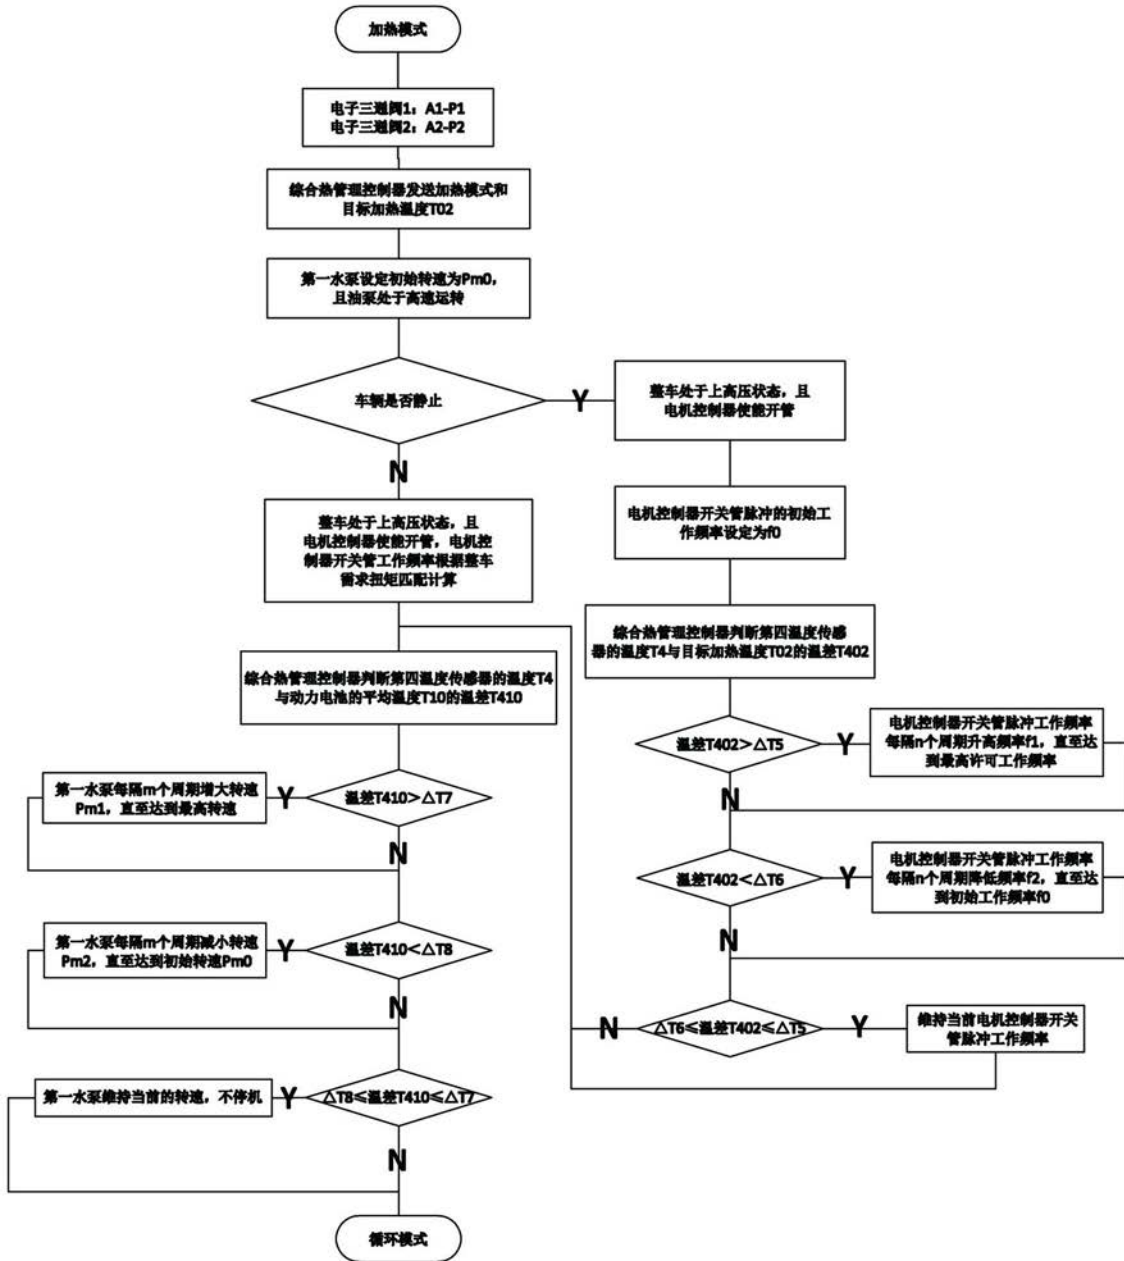 加热模式
电子三通阀1：A1-P1
电子三通阀2：A2-P2
综合热管理控制器发送加热模式和
目标加热温度T02
第一水泵设定初始转速为Pm0，
且油泵处于高速运转
车辆是否静止
Y
整车处于上高压状态，且
电机控制器使能开管
N
整车处于上高压状态，且
电机控制器使能开管，电机控
制器开关管工作频率根据整车
需求扭矩匹配计算
电机控制器开关管脉冲的初始工
作频率设定为f0
综合热管理控制器判断第四温度传感
器的温度T4与目标加热温度T02的温差T402
综合热管理控制器判断第四温度传感器的温度T4
与动力电池的平均温度T10的温差T410
温差T402＞△T5
Y
电机控制器开关管脉冲工作频率
每隔n个周期升高频率f1，直至达
到最高许可工作频率
N
第一水泵每隔m个周期增大转速
Pm1，直至达到最高转速
Y
温差T410＞△T7
N
温差T402＜△T6
Y
电机控制器开关管脉冲工作频率
每隔n个周期降低频率f2，直至达
到初始工作频率f0
N
第一水泵每隔m个周期减小转速
Pm2，直至达到初始转速Pm0
Y
温差T410＜△T8
N
N
△T6≤温差T402≤△T5
Y
维持当前电机控制器开关
管脉冲工作频率
第一水泵维持当前的转速，不停机
Y
△T8≤温差T410≤△T7
N
循环模式